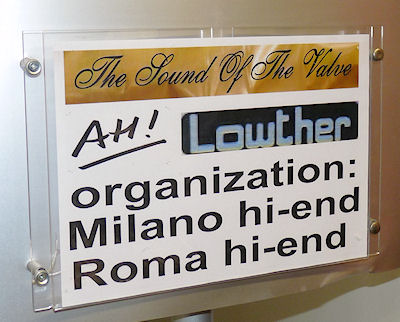 The Sound Of The Valve
AH! Lowther
organization:
Milano hi-end
Roma hi-end